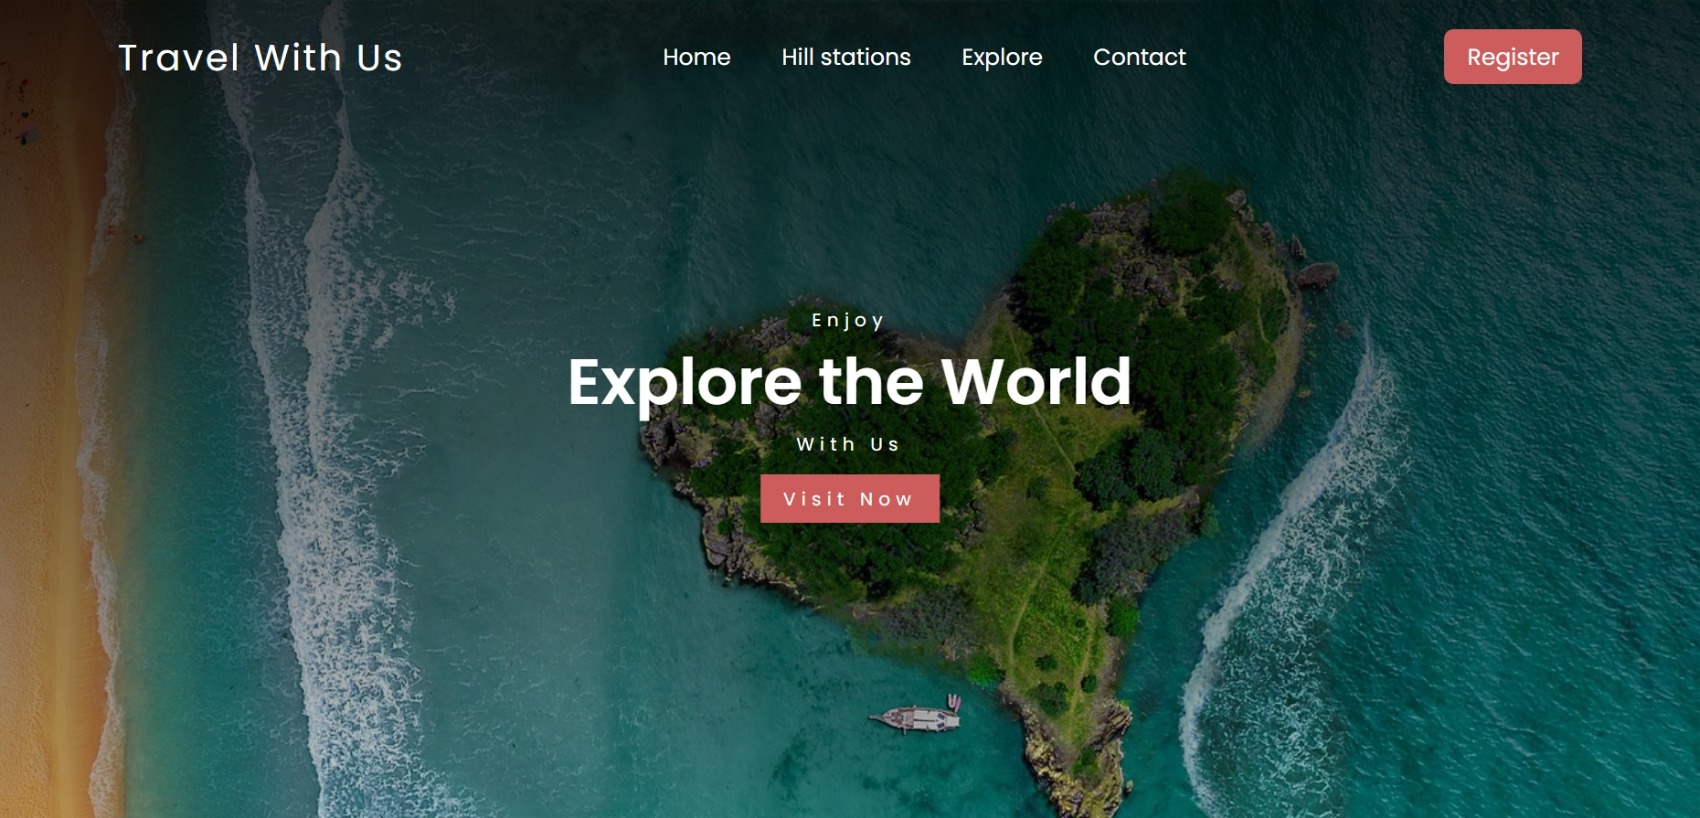 Travel With Us
Home Hill stations Explore Contact
Register
Enjoy
Explore the World
With Us
Visit Now